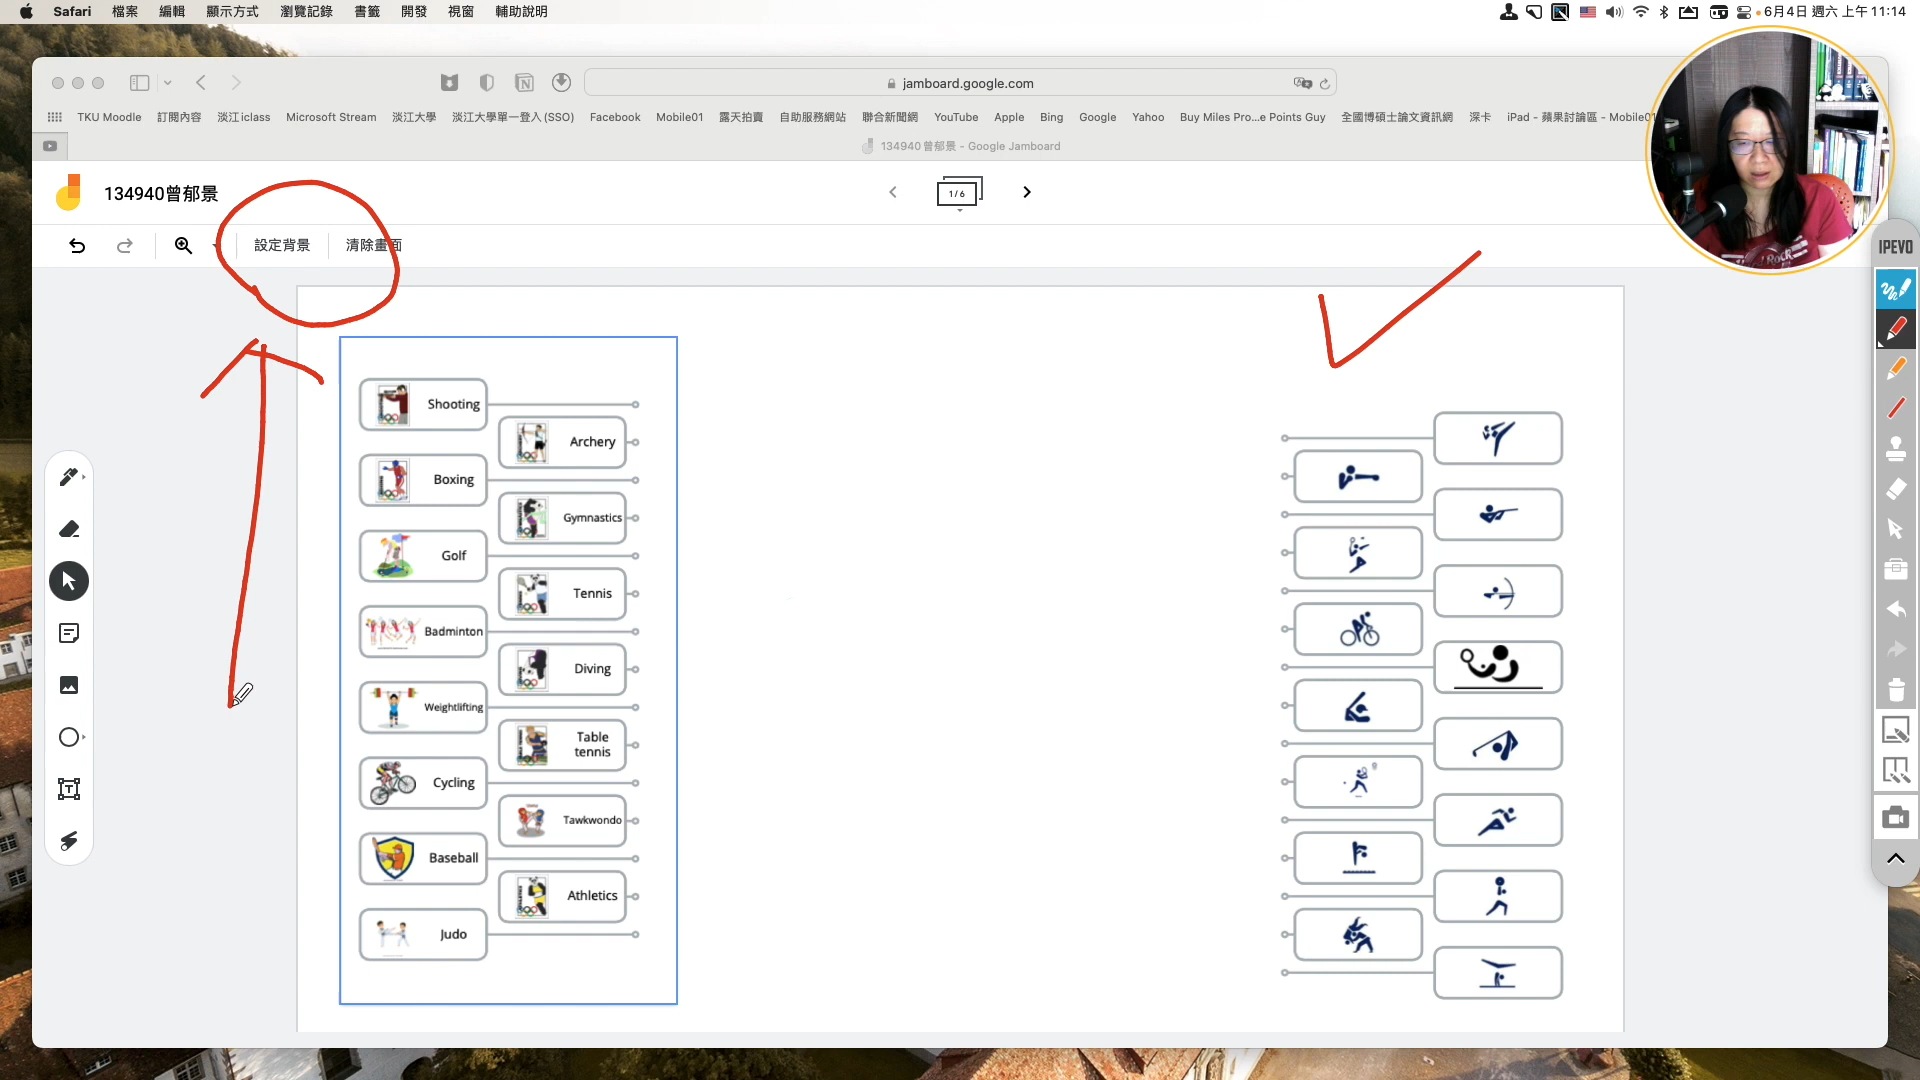 Safari 檔案 編輯 顯示方式 瀏覽記錄 書籤 開發 視窗 輔助說明 6月4日 週六 上午11:14
jamboard.google.com
TKU Moodle 訂閱內容 淡江iclass Microsoft Stream 淡江大學 淡江大學單一登入(SSO) Facebook Mobile01 露天拍賣 自助服務網站 聯合新聞網 YouTube Apple Bing Google Yahoo Buy Miles Pro...e Points Guy 全國博碩士論文資訊網 深卡 iPad - 蘋果討論區 - Mobile01
134940曾郁景 - Google Jamboard
134940曾郁景
1/6
設定背景 清除畫面
IPEVO
Shooting
Archery
Boxing
Gymnastics
Golf
Tennis
Badminton
Diving
Weightlifting
Table
tennis
Cycling
Tawkwondo
Baseball
Athletics
Judo